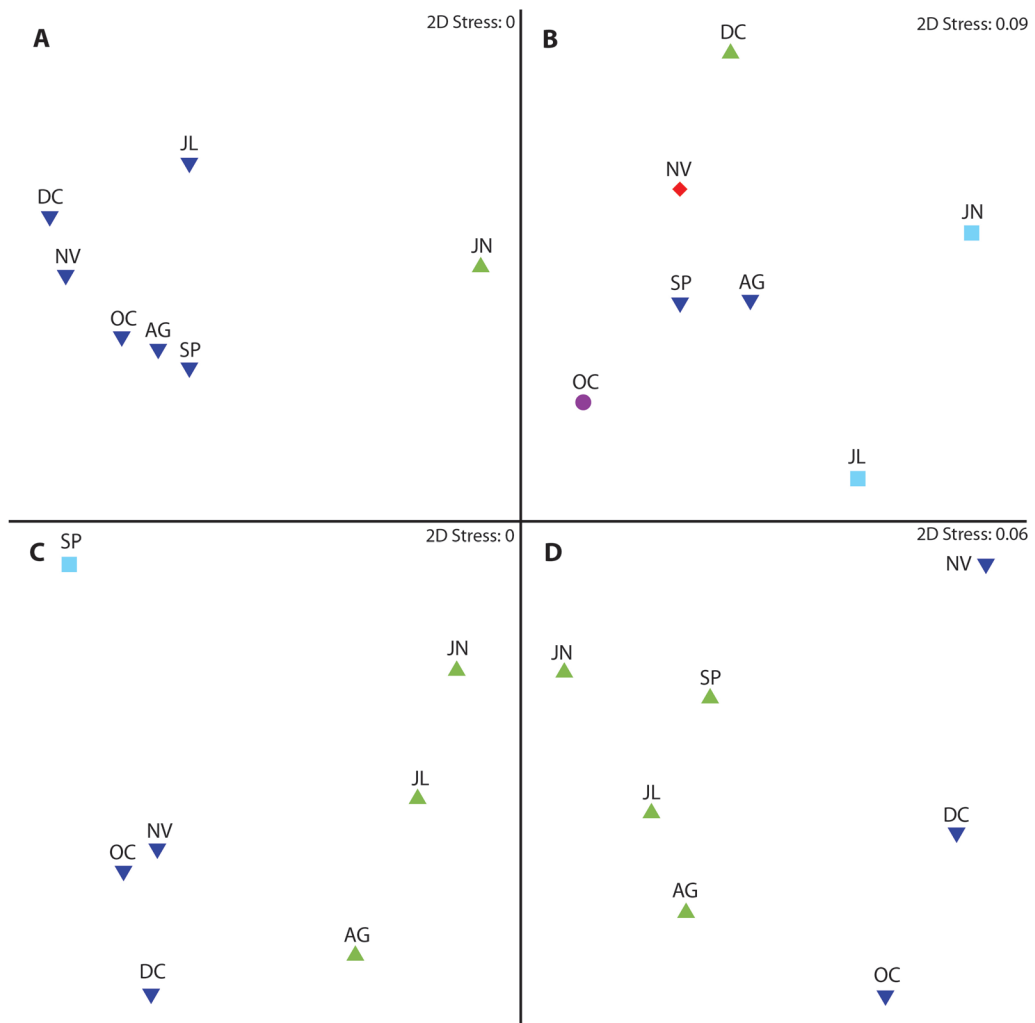 A
2D Stress: 0
JL
DC
NV
JN
OC
AG
SP
B
2D Stress: 0.09
DC
NV
JN
SP
AG
OC
JL
C
2D Stress: 0
SP
JN
JL
NV
OC
AG
DC
D
2D Stress: 0.06
NV
JN
SP
JL
DC
AG
OC